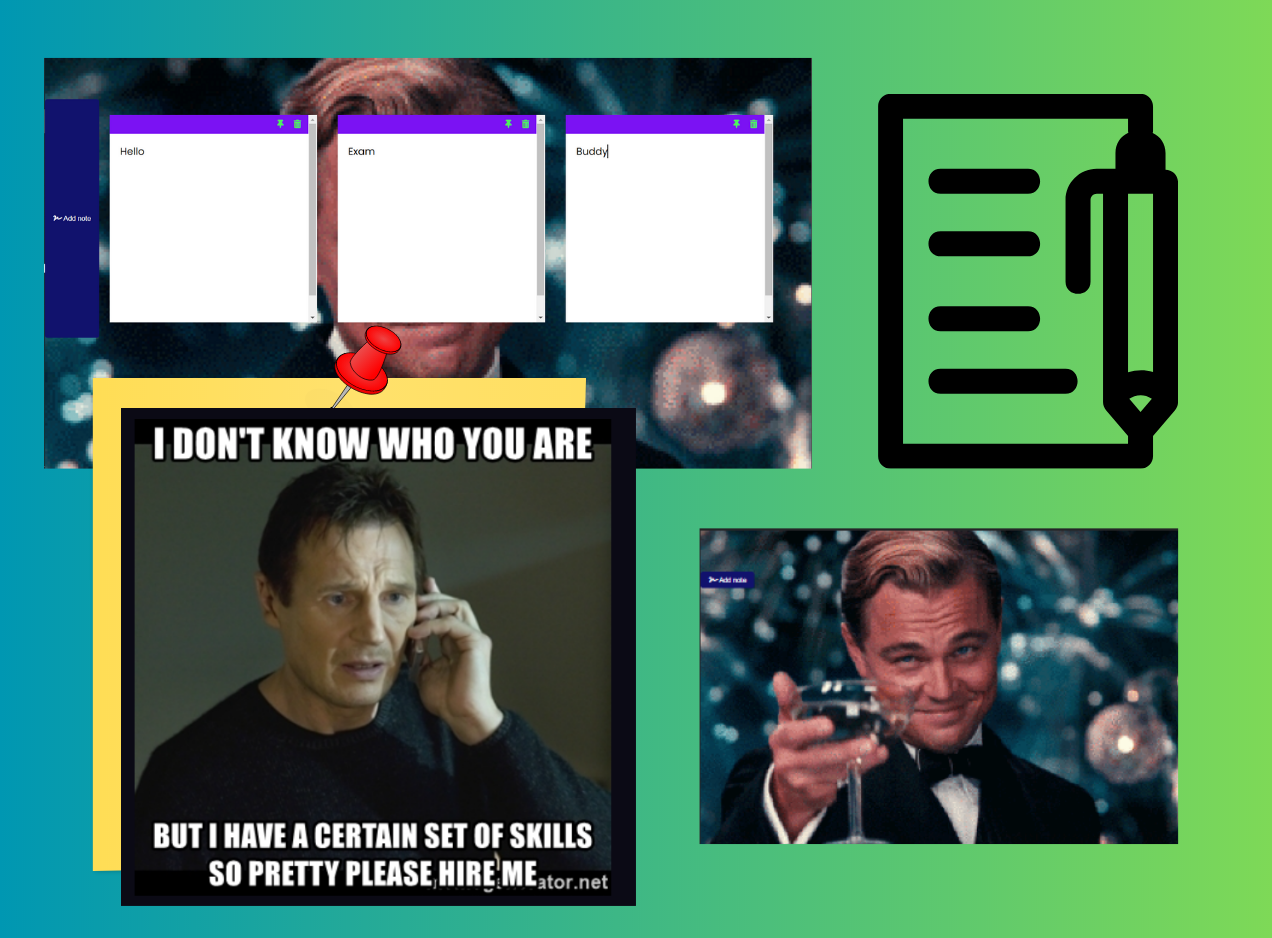 Add note
Hello
Exam
Buddy
I DON'T KNOW WHO YOU ARE
BUT I HAVE A CERTAIN SET OF SKILLS
SO PRETTY PLEASE HIRE ME
ator.net
Add note